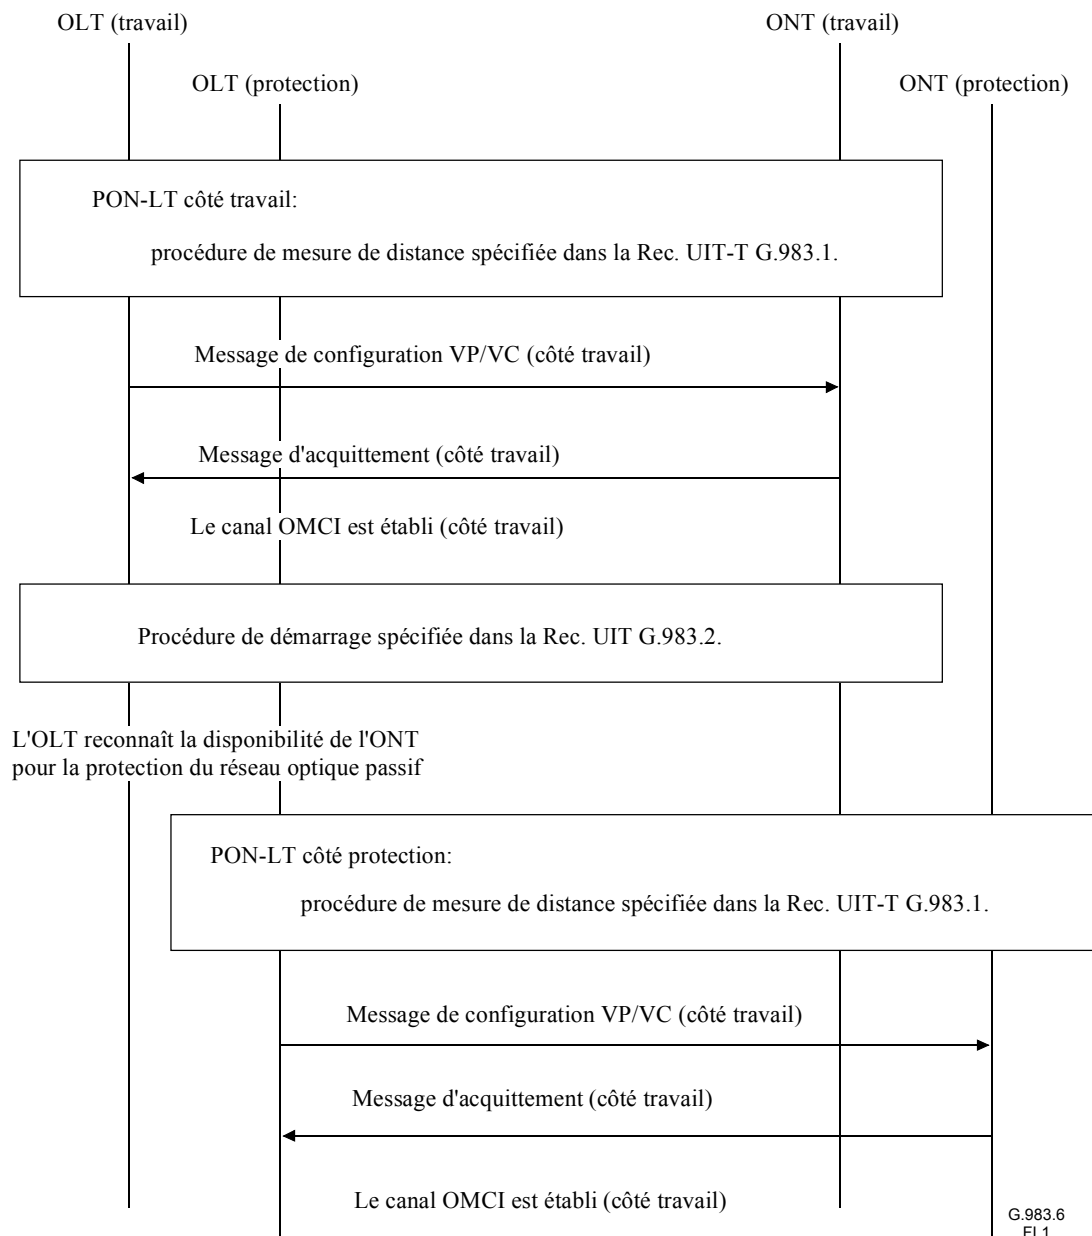 OLT (travail)
ONT (travail)
OLT (protection)
ONT (protection)
PON-LT côté travail:
procédure de mesure de distance spécifiée dans la Rec. UIT-T G.983.1.
Message de configuration VP/VC (côté travail)
Message d'acquittement (côté travail)
Le canal OMCI est établi (côté travail)
Procédure de démarrage spécifiée dans la Rec. UIT G.983.2.
L'OLT reconnaît la disponibilité de l'ONT
pour la protection du réseau optique passif
PON-LT côté protection:
procédure de mesure de distance spécifiée dans la Rec. UIT-T G.983.1.
Message de configuration VP/VC (côté travail)
Message d'acquittement (côté travail)
Le canal OMCI est établi (côté travail)
G.983.6